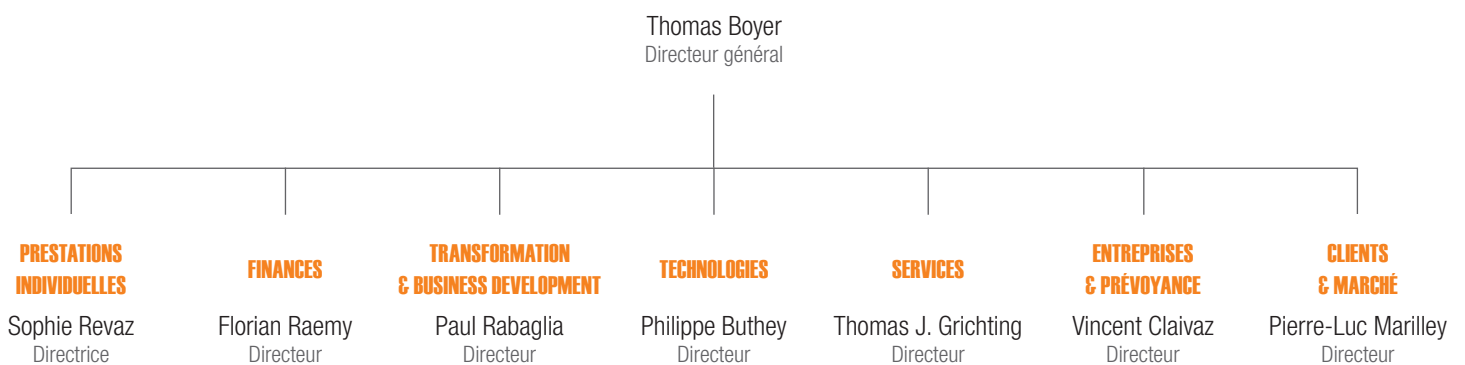 Thomas Boyer
Directeur général
PRESTATIONS
INDIVIDUELLES
Sophie Revaz
Directrice
FINANCES
Florian Raemy
Directeur
TRANSFORMATION
& BUSINESS DEVELOPMENT
Paul Rabaglia
Directeur
TECHNOLOGIES
Philippe Buthey
Directeur
SERVICES
Thomas J. Grichting
Directeur
ENTREPRISES
& PRÉVOYANCE
Vincent Claivaz
Directeur
CLIENTS
& MARCHÉ
Pierre-Luc Marilley
Directeur